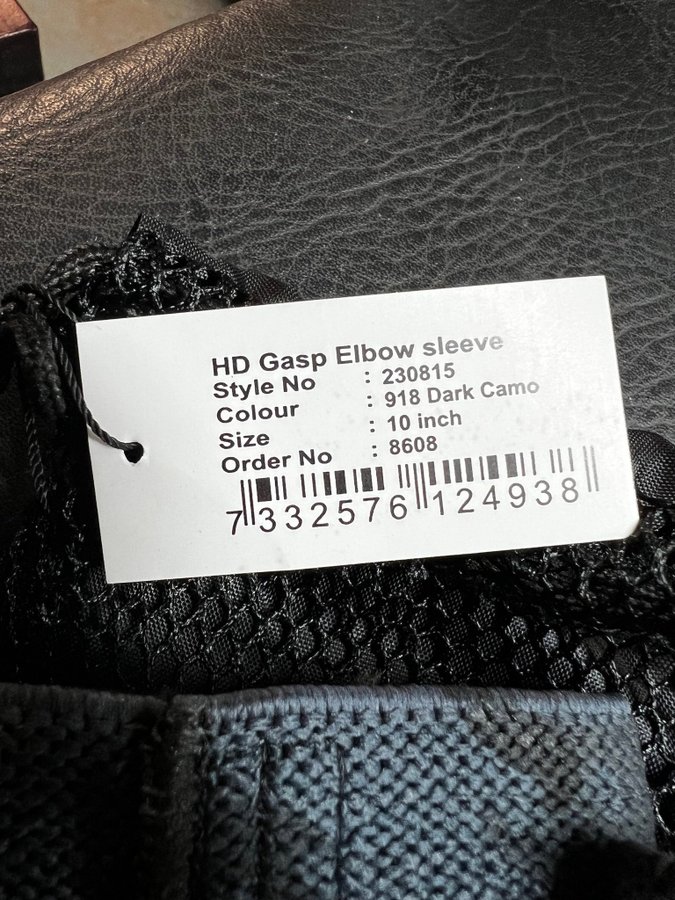 HD Gasp Elbow sleeve
Style No : 230815
Colour : 918 Dark Camo
Size : 10 inch
Order No : 8608
7 332576 124938